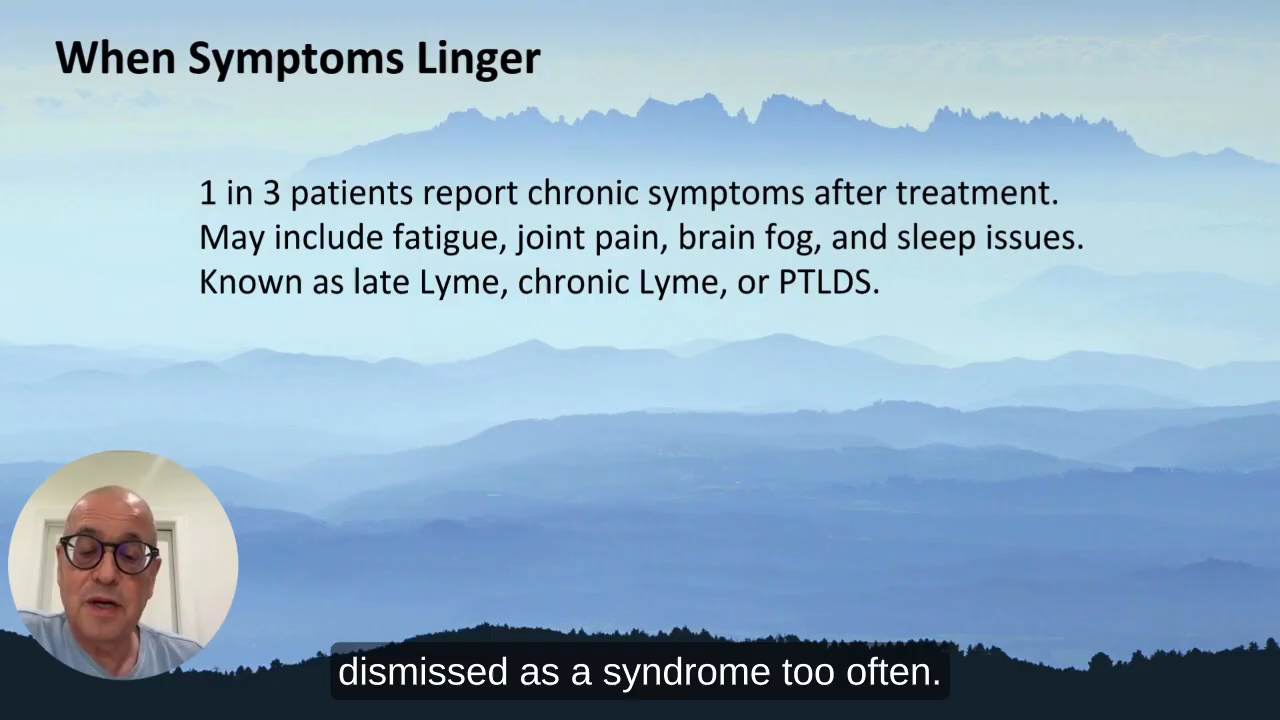 When Symptoms Linger
1 in 3 patients report chronic symptoms after treatment.
May include fatigue, joint pain, brain fog, and sleep issues.
Known as late Lyme, chronic Lyme, or PTLDS.
dismissed as a syndrome too often.